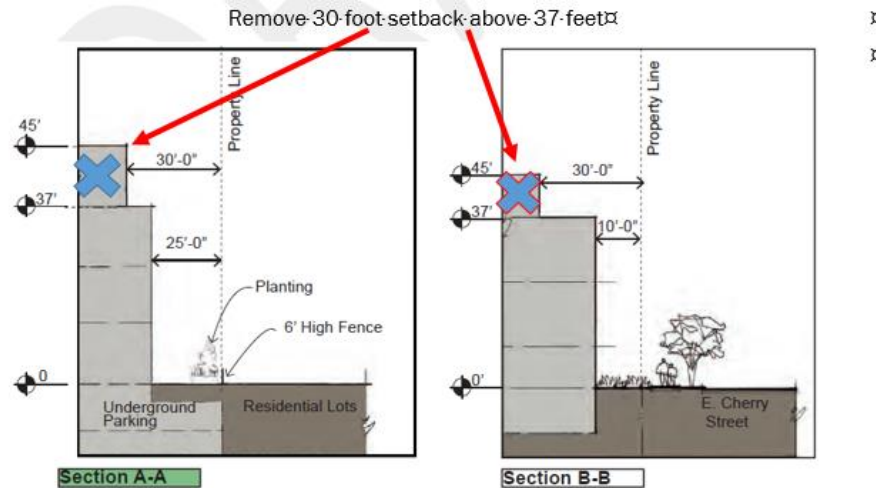 Remove·30·foot·setback·above·37·feet¤
¤
¤
Property Line
45'
30'-0"
37'
25'-0"
Planting
6' High Fence
0
Underground
Parking
Residential Lots
Section A-A
Property Line
45'
30'-0"
37'
10'-0"
0'
E. Cherry
Street
Section B-B